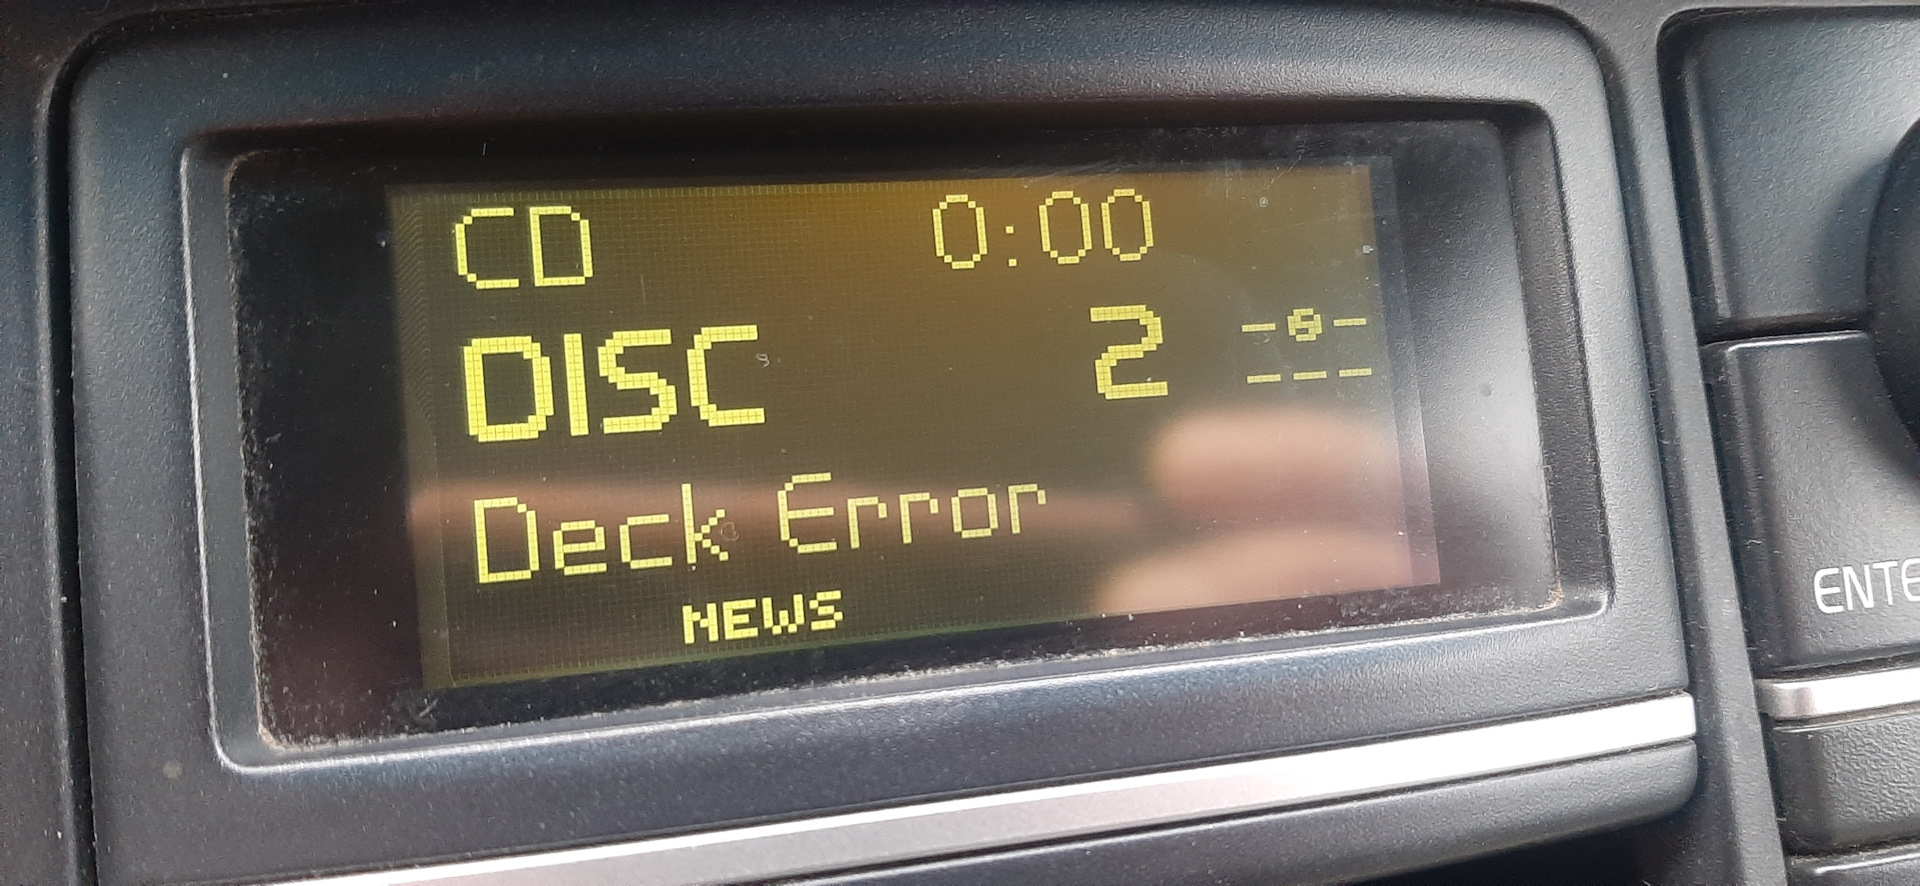 CD 0:00
DISC 2
Deck Error
NEWS
ENTE